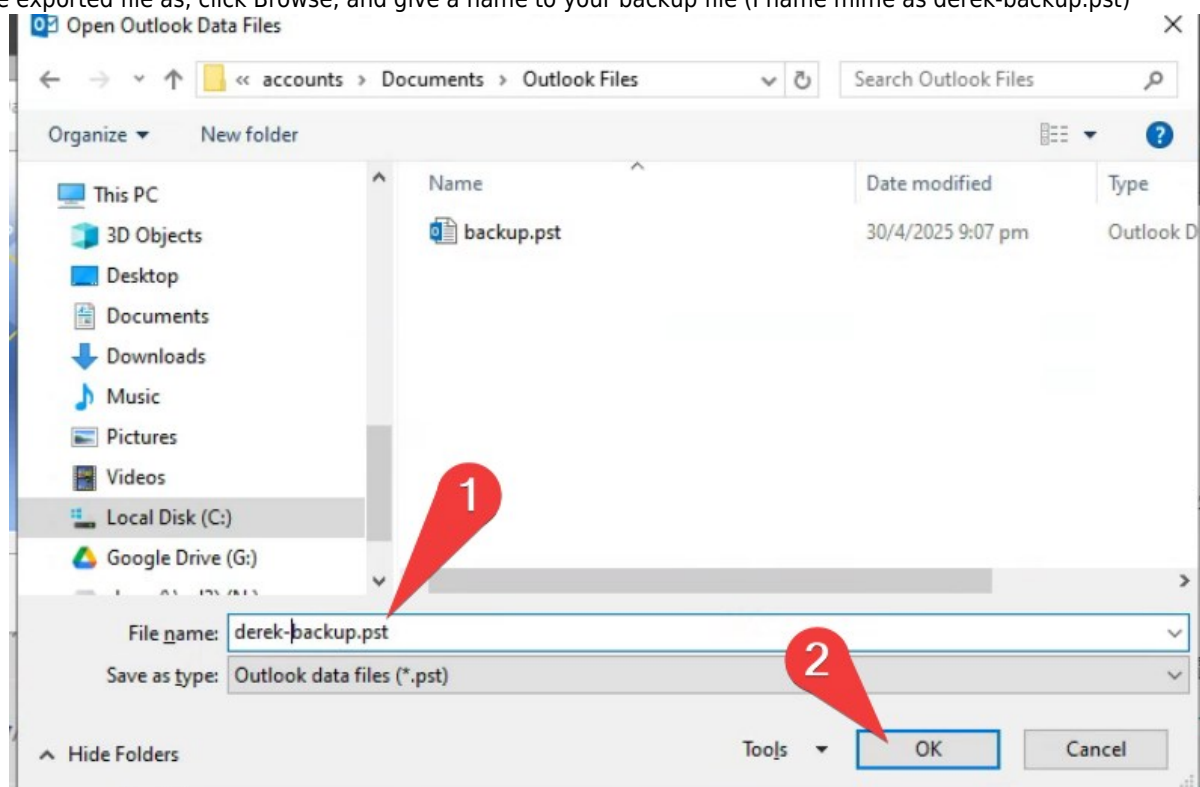 exported file as, click Browse, and give a name to your backup file (I name mime as derek-backup.pst)
Open Outlook Data Files
« accounts > Documents > Outlook Files
Search Outlook Files
Organize
New folder
?
This PC
3D Objects
Desktop
Documents
Downloads
Music
Pictures
Videos
Local Disk (C:)
Google Drive (G:)
Name
Date modified
Type
backup.pst
30/4/2025 9:07 pm
Outlook D
1
File name:
derek-backup.pst
Save as type:
Outlook data files (*.pst)
2
Hide Folders
Tools
OK
Cancel